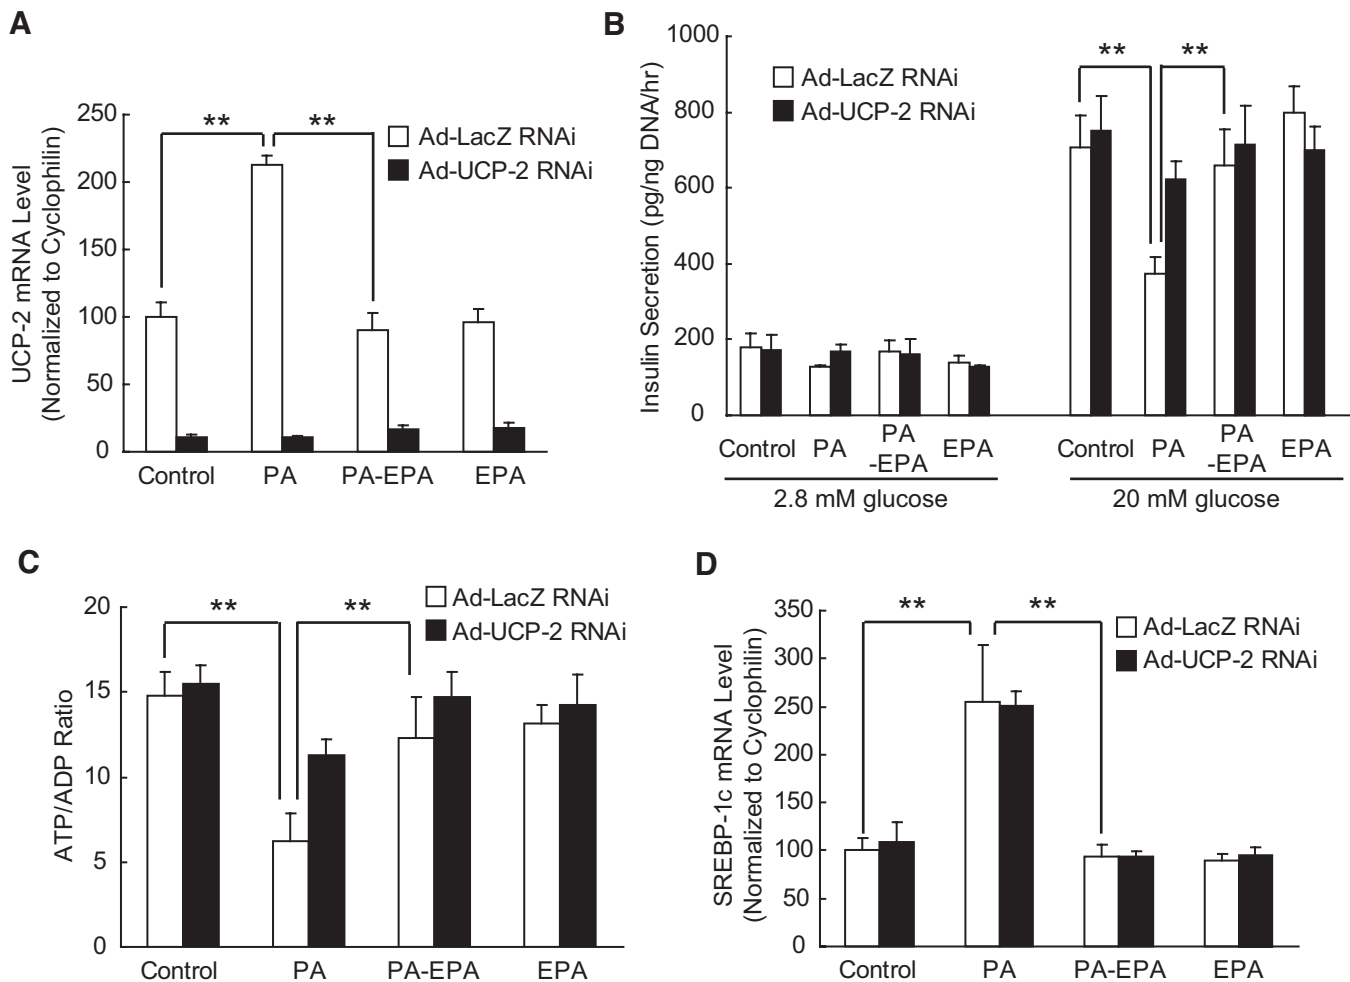 A
UCP-2 mRNA Level
(Normalized to Cyclophilin)
250
200
150
100
50
0
** **
Ad-LacZ RNAi
Ad-UCP-2 RNAi
Control PA PA-EPA EPA
B
Insulin Secretion (pg/ng DNA/hr)
1000
800
600
400
200
0
Ad-LacZ RNAi
Ad-UCP-2 RNAi
** **
Control PA PA EPA Control PA PA EPA
-EPA -EPA
2.8 mM glucose 20 mM glucose
C
ATP/ADP Ratio
20
15
10
5
0
** **
Ad-LacZ RNAi
Ad-UCP-2 RNAi
Control PA PA-EPA EPA
D
SREBP-1c mRNA Level
(Normalized to Cyclophilin)
350
300
250
200
150
100
50
0
** **
Ad-LacZ RNAi
Ad-UCP-2 RNAi
Control PA PA-EPA EPA